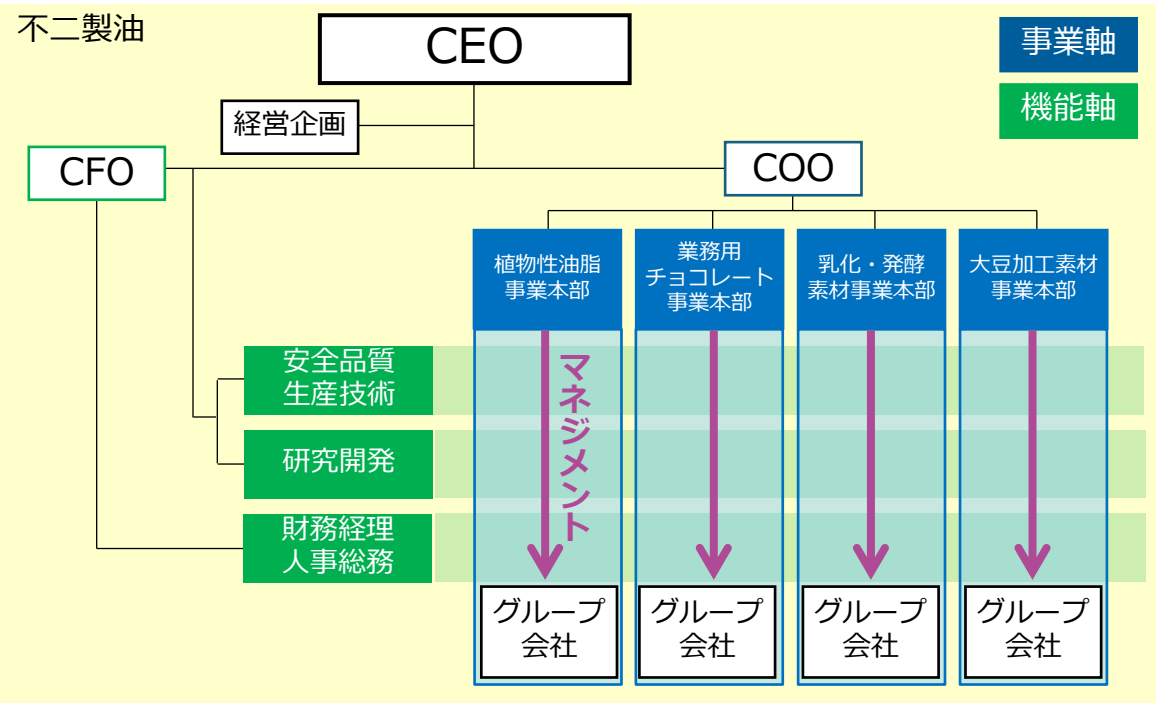 不二製油
CEO
事業軸
機能軸
経営企画
CFO
COO
植物性油脂
事業本部
業務用
チョコレート
事業本部
乳化・発酵
素材事業本部
大豆加工素材
事業本部
マネジメント
安全品質
生産技術
研究開発
財務経理
人事総務
グループ
会社
グループ
会社
グループ
会社
グループ
会社